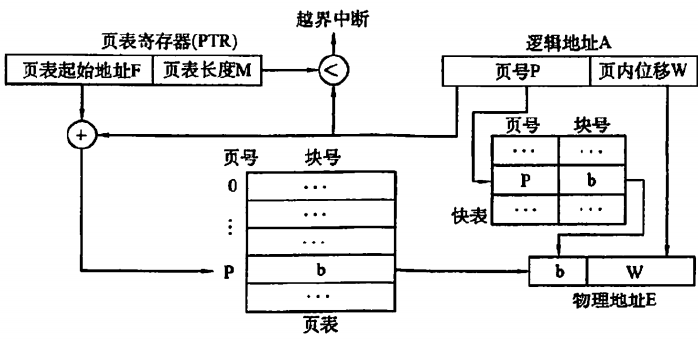 越界中断
页表寄存器(PTR)
逻辑地址A
页表起始地址F 页表长度M
<
页号P 页内位移W
+
页号 块号
··· ···
P b
快表 ··· ···
页号 块号
0 ···
⋮ ···
···
P b
···
页表
b W
物理地址E